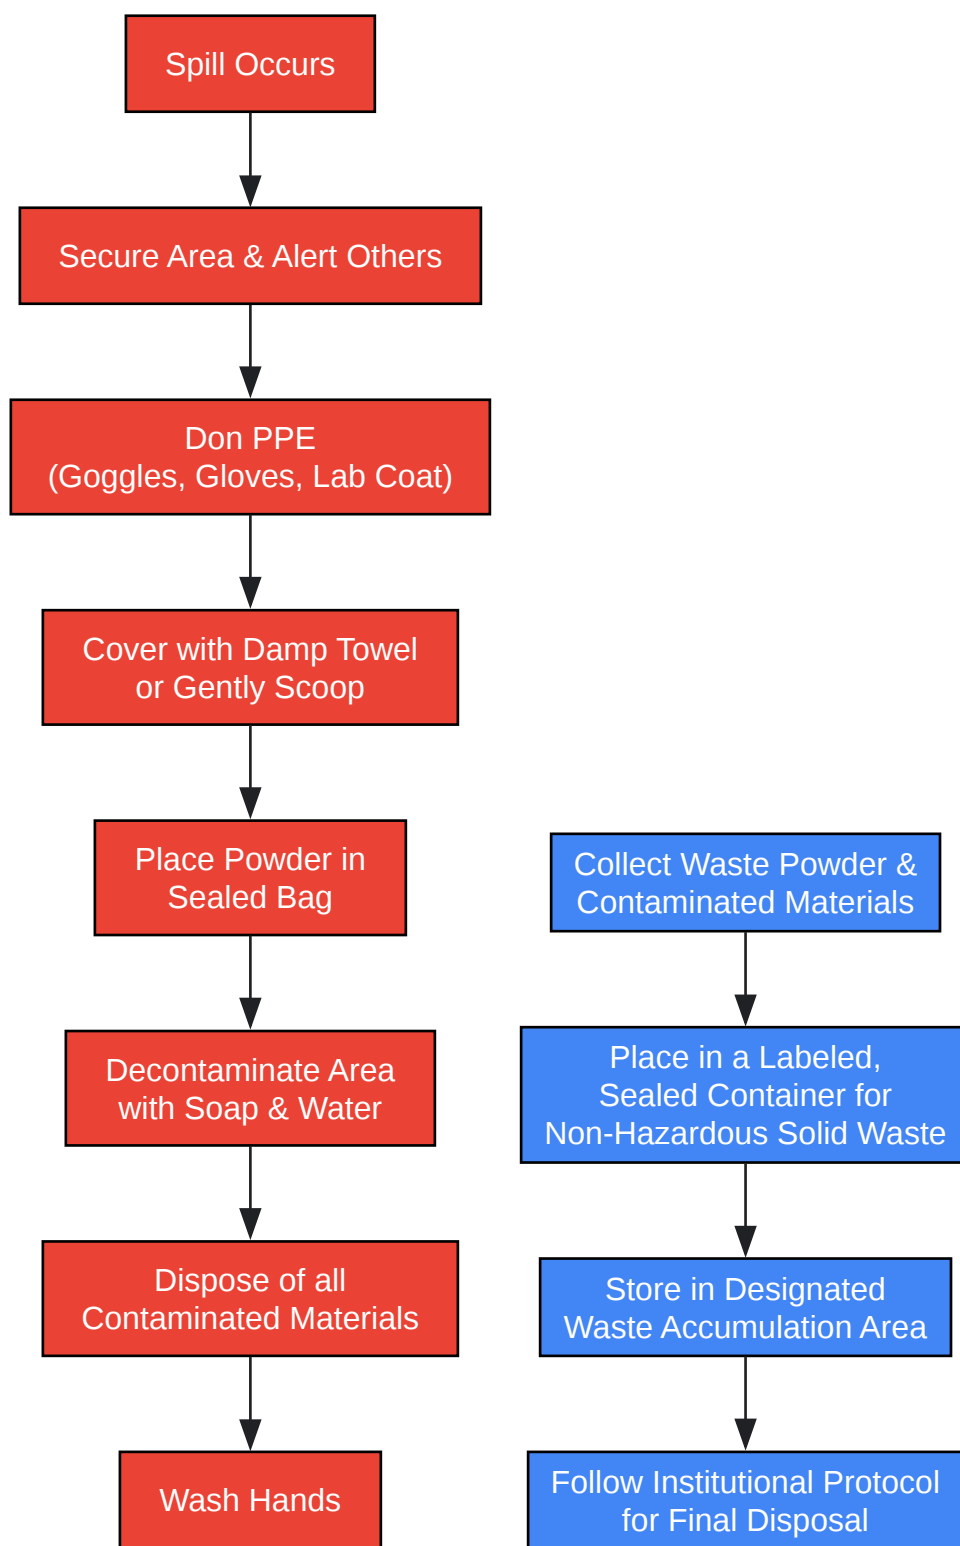 Spill Occurs
Secure Area & Alert Others
Don PPE
(Goggles, Gloves, Lab Coat)
Cover with Damp Towel
or Gently Scoop
Place Powder in
Sealed Bag
Decontaminate Area
with Soap & Water
Dispose of all
Contaminated Materials
Wash Hands
Collect Waste Powder &
Contaminated Materials
Place in a Labeled,
Sealed Container for
Non-Hazardous Solid Waste
Store in Designated
Waste Accumulation Area
Follow Institutional Protocol
for Final Disposal